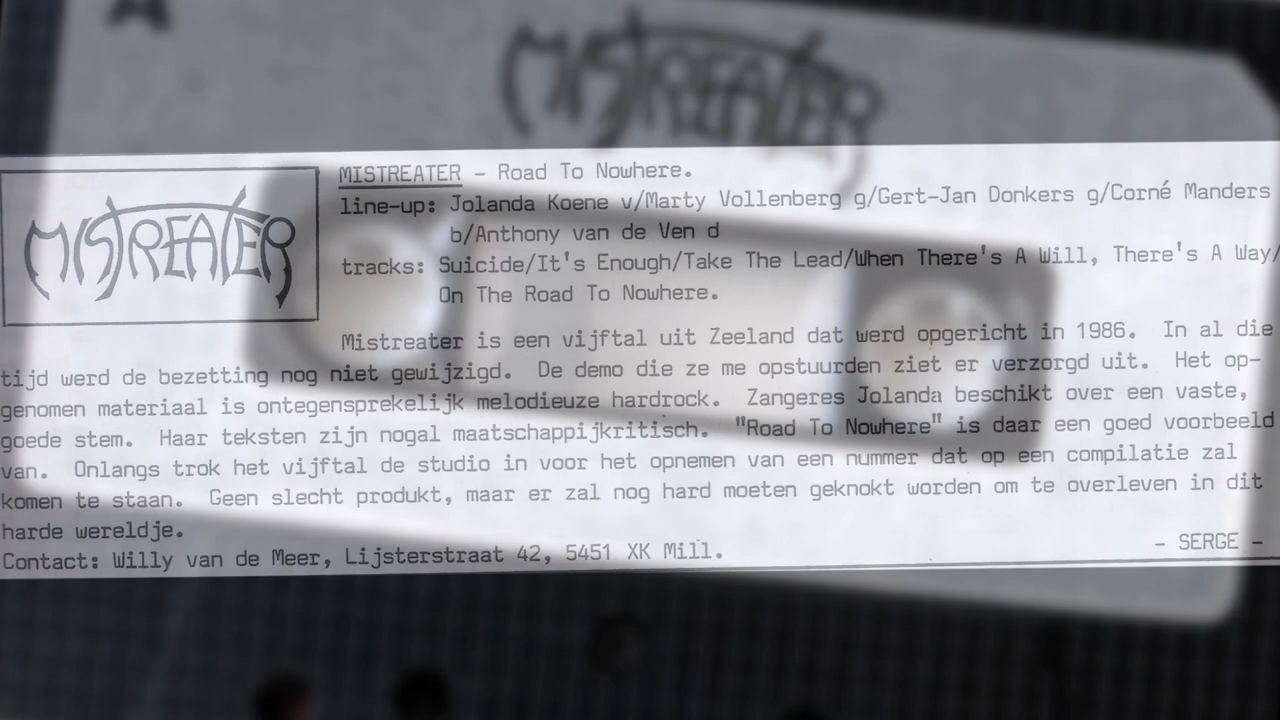 MISTREATER
MISTREATER
MISTREATER - Road To Nowhere.
line-up: Jolanda Koene v/Marty Vollenberg g/Gert-Jan Donkers g/Corné Manders
b/Anthony van de Ven d
tracks: Suicide/It's Enough/Take The Lead/When There's A Will, There's A Way/
On The Road To Nowhere.
Mistreater is een vijftal uit Zeeland dat werd opgericht in 1986. In al die
tijd werd de bezetting nog niet gewijzigd. De demo die ze me opstuurden ziet er verzorgd uit. Het op-
genomen materiaal is ontegensprekelijk melodieuze hardrock. Zangeres Jolanda beschikt over een vaste,
goede stem. Haar teksten zijn nogal maatschappijkritisch. "Road To Nowhere" is daar een goed voorbeeld
van. Onlangs trok het vijftal de studio in voor het opnemen van een nummer dat op een compilatie zal
komen te staan. Geen slecht produkt, maar er zal nog hard moeten geknokt worden om te overleven in dit
harde wereldje.
- SERGE -
Contact: Willy van de Meer, Lijsterstraat 42, 5451 XK Mill.